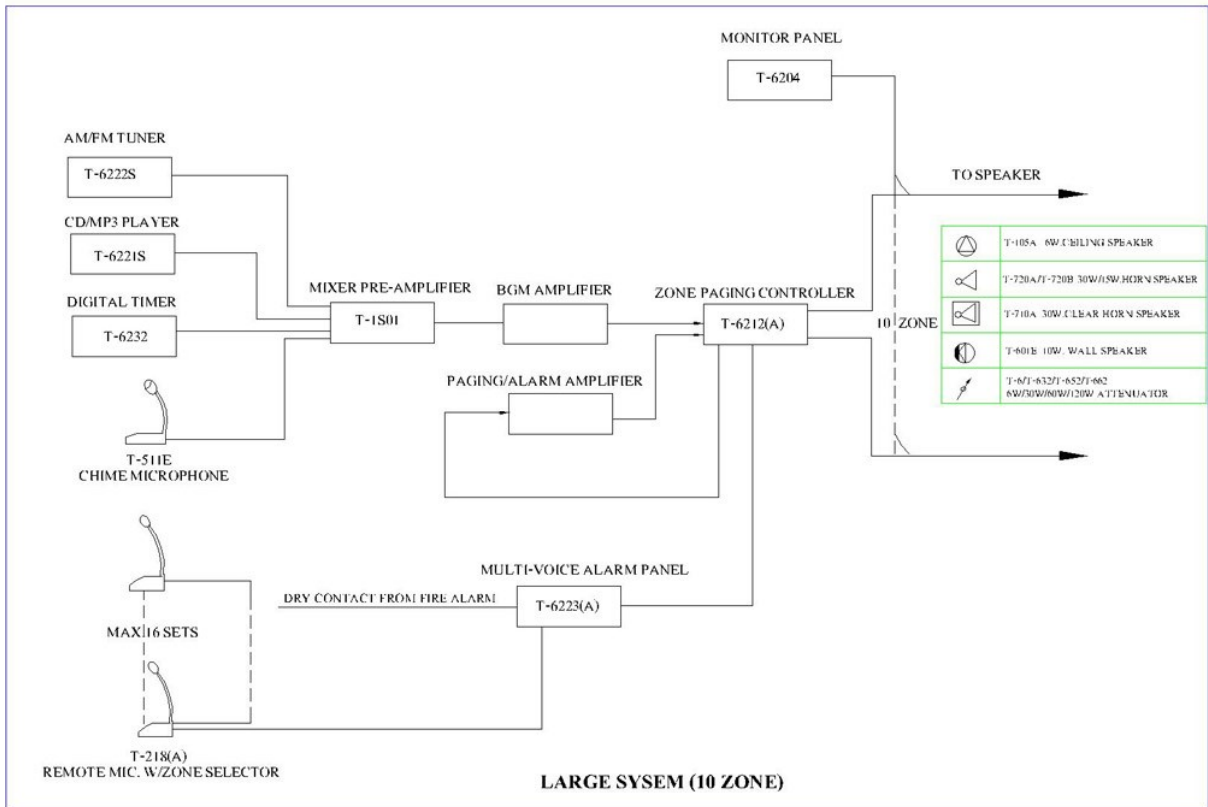 MONITOR PANEL
T-6204
AM/FM TUNER
T-6222S
TO SPEAKER
CD/MP3 PLAYER
T-6221S
T-105A 6W.CEILING SPEAKER
T-720A/T-720B 30W/15W.HORN SPEAKER
T-710A 30W.CLEAR HORN SPEAKER
T-601E 10W. WALL SPEAKER
T-6/T-632/T-652/T-662
6W/30W/60W/120W ATTENUATOR
DIGITAL TIMER
T-6232
MIXER PRE-AMPLIFIER
T-1S01
BGM AMPLIFIER
ZONE PAGING CONTROLLER
T-6212(A)
10 ZONE
PAGING/ALARM AMPLIFIER
T-511E
CHIME MICROPHONE
MULTI-VOICE ALARM PANEL
DRY CONTACT FROM FIRE ALARM
T-6223(A)
MAX 16 SETS
T-218(A)
REMOTE MIC. W/ZONE SELECTOR
LARGE SYSEM (10 ZONE)